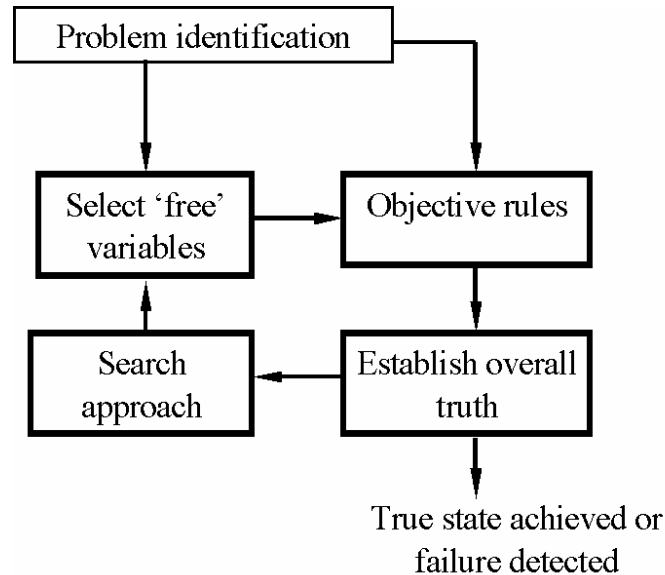 Problem identification
Select ‘free’
variables
Objective rules
Search
approach
Establish overall
truth
True state achieved or
failure detected